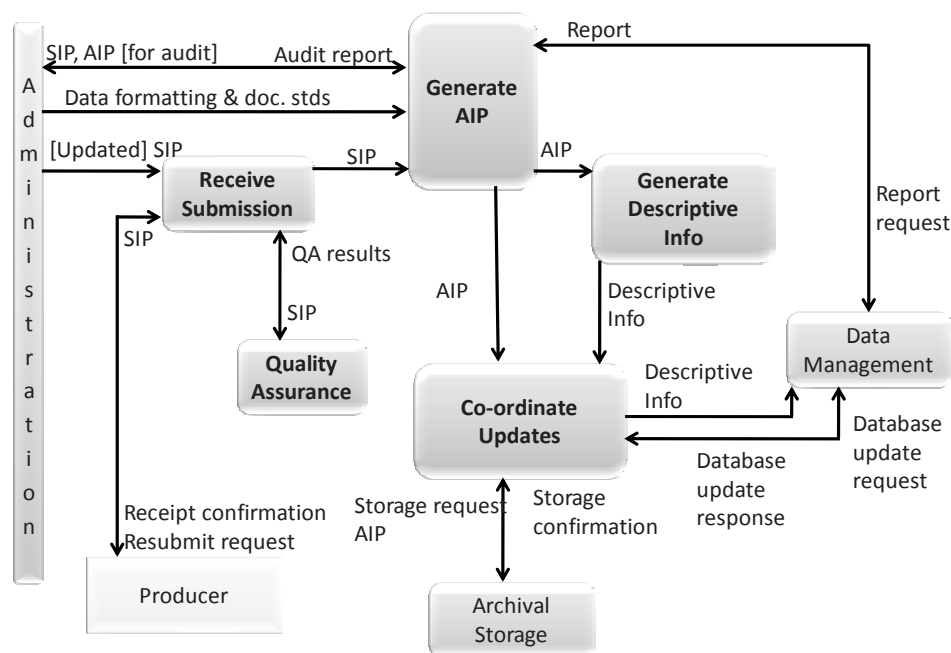 Report
SIP, AIP [for audit]
Audit report
Administration
Generate
AIP
Data formatting & doc. stds
[Updated] SIP
SIP
AIP
Receive
Submission
Generate
Descriptive
Info
Report
request
SIP
QA results
AIP
Descriptive
Info
SIP
Data
Management
Quality
Assurance
Descriptive
Info
Co-ordinate
Updates
Database
update
request
Database
update
response
Storage request
AIP
Storage
confirmation
Receipt confirmation
Resubmit request
Producer
Archival
Storage